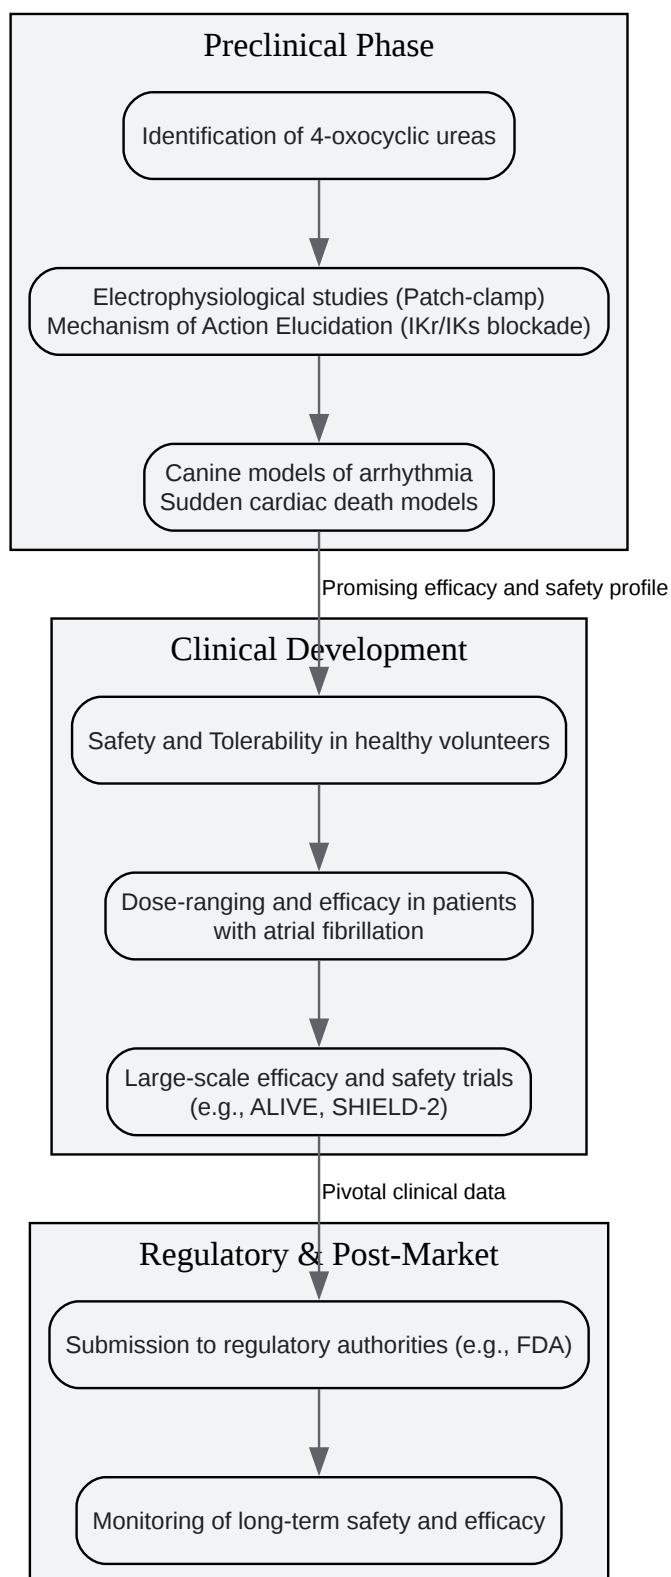 Preclinical Phase
Identification of 4-oxocyclic ureas
Electrophysiological studies (Patch-clamp)
Mechanism of Action Elucidation (IKr/IKs blockade)
Canine models of arrhythmia
Sudden cardiac death models
Promising efficacy and safety profile
Clinical Development
Safety and Tolerability in healthy volunteers
Dose-ranging and efficacy in patients
with atrial fibrillation
Large-scale efficacy and safety trials
(e.g., ALIVE, SHIELD-2)
Pivotal clinical data
Regulatory & Post-Market
Submission to regulatory authorities (e.g., FDA)
Monitoring of long-term safety and efficacy